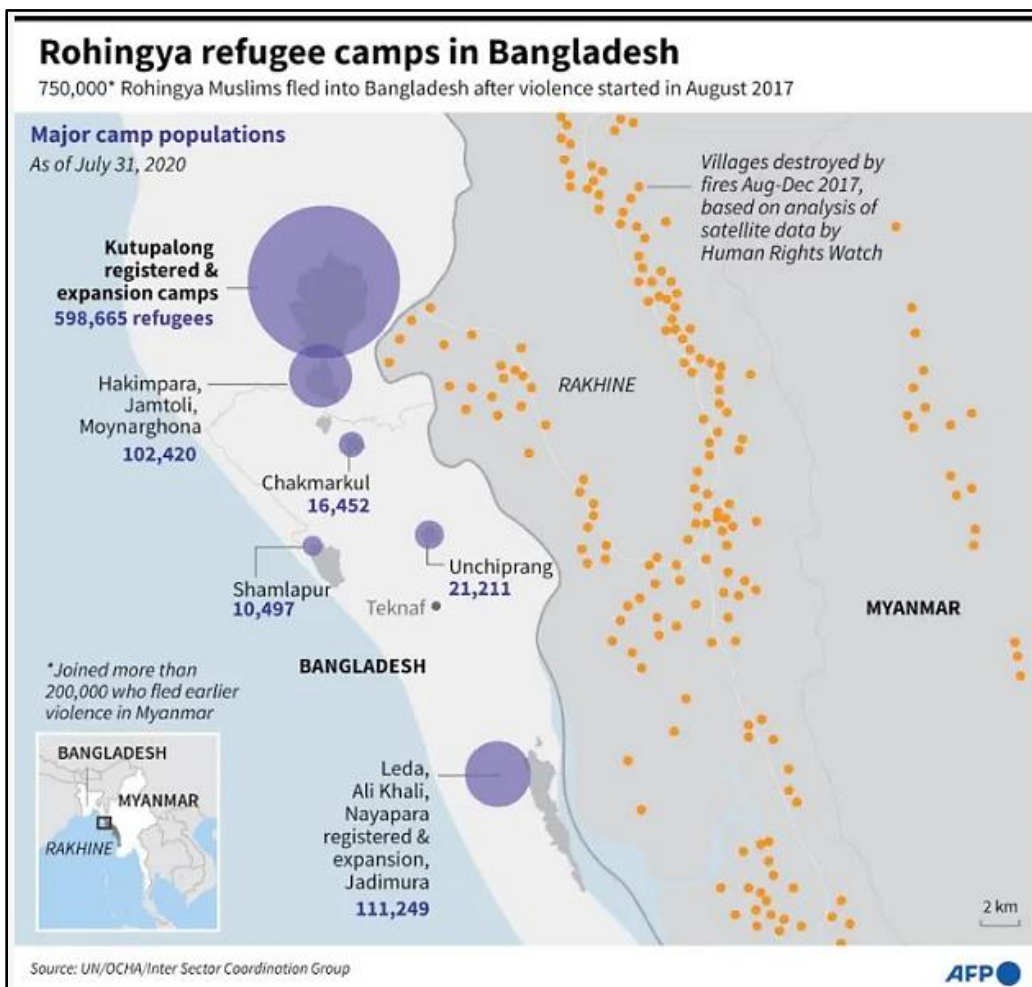 Rohingya refugee camps in Bangladesh
750,000* Rohingya Muslims fled into Bangladesh after violence started in August 2017
Major camp populations
As of July 31, 2020
Villages destroyed by
fires Aug-Dec 2017,
based on analysis of
satellite data by
Human Rights Watch
Kutupalong
registered &
expansion camps
598,665 refugees
Hakimpara,
Jamtoli,
Moynarghona
102,420
RAKHINE
Chakmarkul
16,452
Shamlapur
10,497
Unchiprang
21,211
Teknaf
MYANMAR
BANGLADESH
*Joined more than
200,000 who fled earlier
violence in Myanmar
BANGLADESH
MYANMAR
RAKHINE
Leda,
Ali Khali,
Nayapara
registered &
expansion,
Jadimura
111,249
2 km
Source: UN/OCHA/Inter Sector Coordination Group
AFP